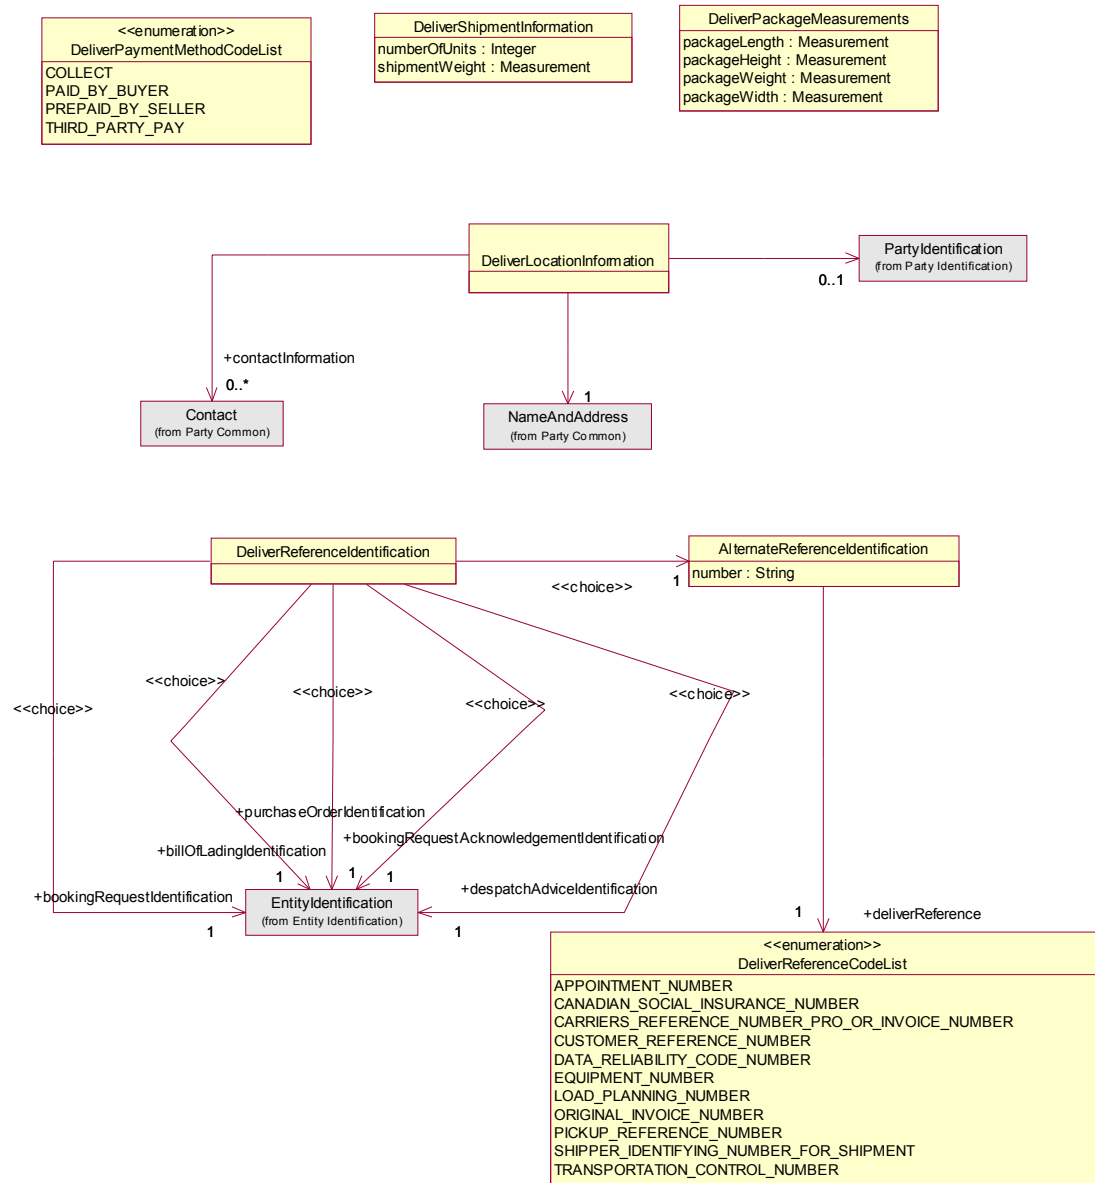 <<enumeration>>
DeliverPaymentMethodCodeList
COLLECT
PAID_BY_BUYER
PREPAID_BY_SELLER
THIRD_PARTY_PAY
DeliverShipmentInformation
numberOfUnits : Integer
shipmentWeight : Measurement
DeliverPackageMeasurements
packageLength : Measurement
packageHeight : Measurement
packageWeight : Measurement
packageWidth : Measurement
DeliverLocationInformation
PartyIdentification
(from Party Identification)
0..1
+contactInformation
0..*
Contact
(from Party Common)
1
NameAndAddress
(from Party Common)
DeliverReferenceIdentification
AlternateReferenceIdentification
number : String
1
<<choice>>
<<choice>>
<<choice>>
<<choice>>
<<choice>>
<<choice>>
+purchaseOrderIdentification
+bookingRequestAcknowledgementIdentification
+billOfLadingIdentification
1
1
1
+despatchAdviceIdentification
+bookingRequestIdentification
EntityIdentification
(from Entity Identification)
1
1
1
+deliverReference
<<enumeration>>
DeliverReferenceCodeList
APPOINTMENT_NUMBER
CANADIAN_SOCIAL_INSURANCE_NUMBER
CARRIERS_REFERENCE_NUMBER_PRO_OR_INVOICE_NUMBER
CUSTOMER_REFERENCE_NUMBER
DATA_RELIABILITY_CODE_NUMBER
EQUIPMENT_NUMBER
LOAD_PLANNING_NUMBER
ORIGINAL_INVOICE_NUMBER
PICKUP_REFERENCE_NUMBER
SHIPPER_IDENTIFYING_NUMBER_FOR_SHIPMENT
TRANSPORTATION_CONTROL_NUMBER